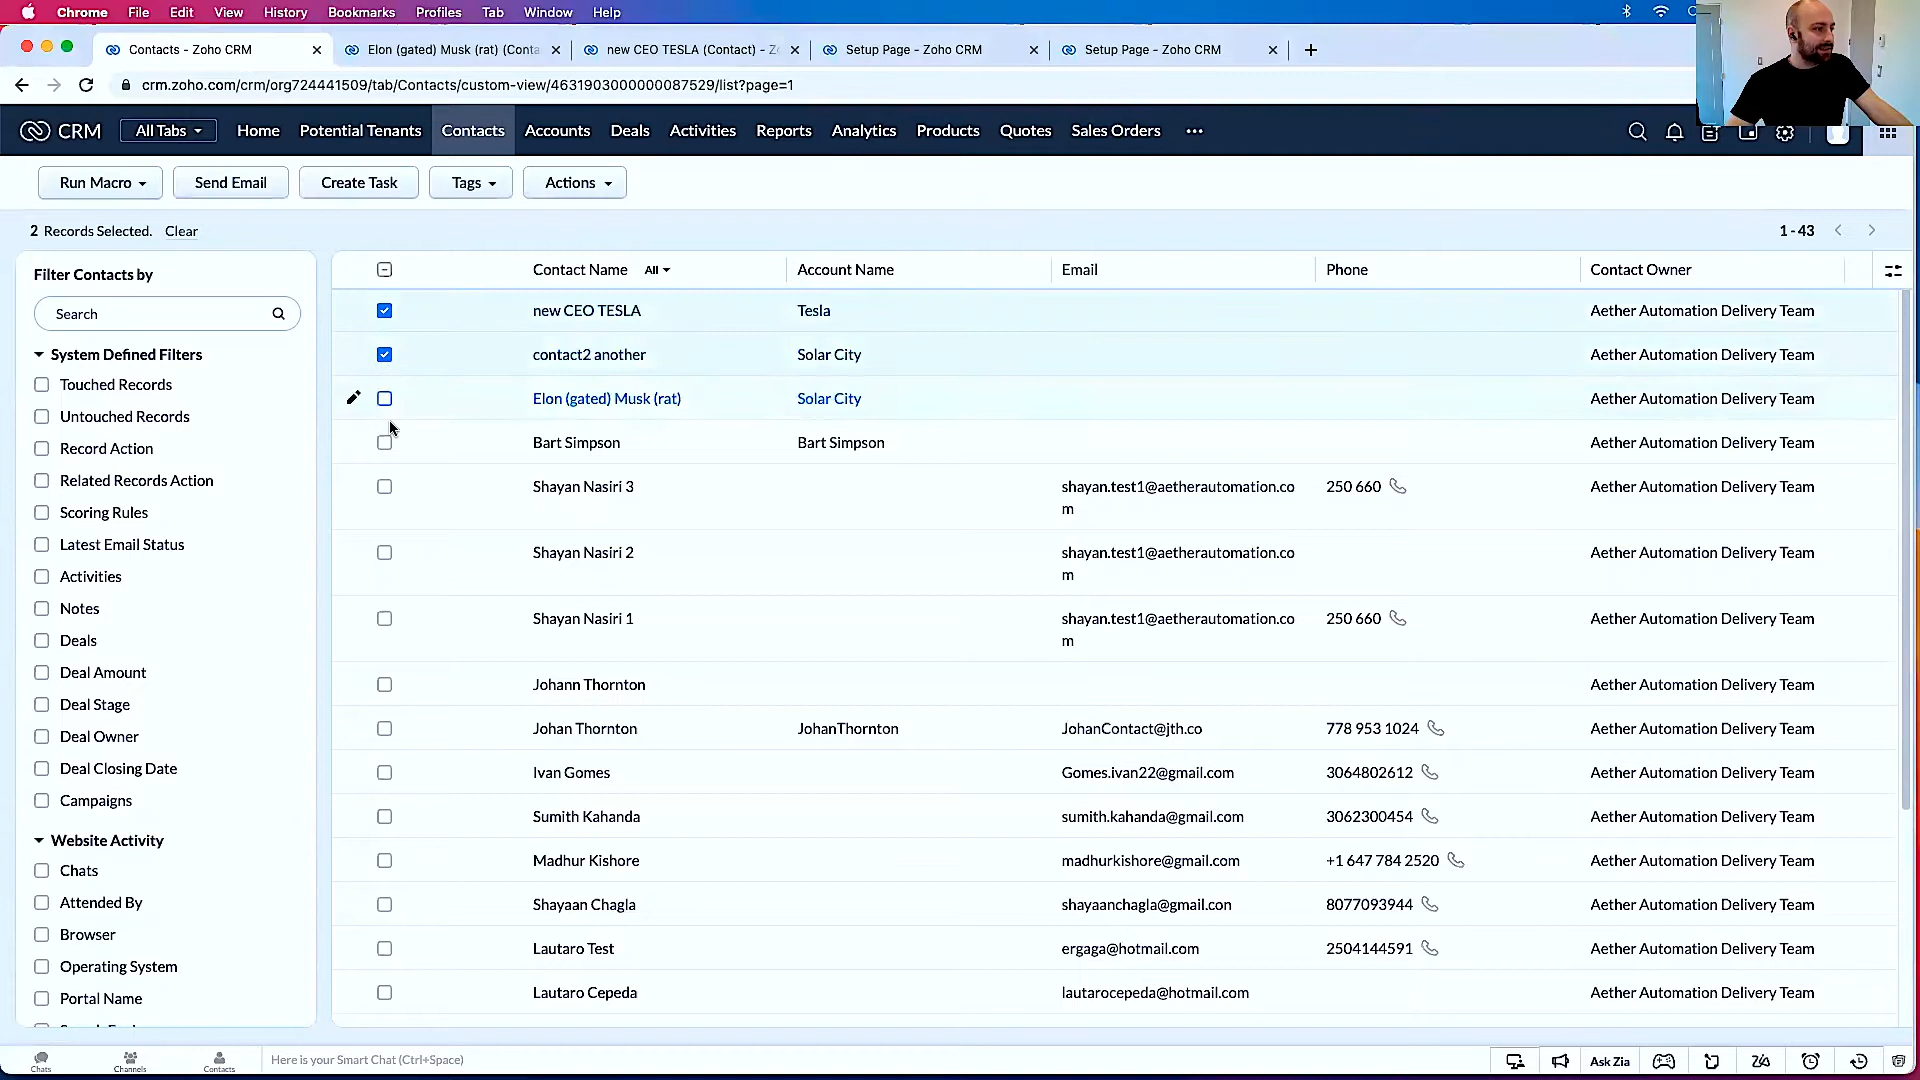 Chrome File Edit View History Bookmarks Profiles Tab Window Help
Contacts - Zoho CRM
Elon (gated) Musk (rat) (Conta
new CEO TESLA (Contact) - Z
Setup Page - Zoho CRM
Setup Page - Zoho CRM
crm.zoho.com/crm/org724441509/tab/Contacts/custom-view/4631903000000087529/list?page=1
CRM All Tabs Home Potential Tenants Contacts Accounts Deals Activities Reports Analytics Products Quotes Sales Orders
Run Macro Send Email Create Task Tags Actions
2 Records Selected. Clear
1 - 43
Filter Contacts by
Search
System Defined Filters
Touched Records
Untouched Records
Record Action
Related Records Action
Scoring Rules
Latest Email Status
Activities
Notes
Deals
Deal Amount
Deal Stage
Deal Owner
Deal Closing Date
Campaigns
Website Activity
Chats
Attended By
Browser
Operating System
Portal Name
Contact Name All Account Name Email Phone Contact Owner
new CEO TESLA Tesla Aether Automation Delivery Team
contact2 another Solar City Aether Automation Delivery Team
Elon (gated) Musk (rat) Solar City Aether Automation Delivery Team
Bart Simpson Bart Simpson Aether Automation Delivery Team
Shayan Nasiri 3 shayan.test1@aetherautomation.co 250 660 Aether Automation Delivery Team
m
Shayan Nasiri 2 shayan.test1@aetherautomation.co Aether Automation Delivery Team
m
Shayan Nasiri 1 shayan.test1@aetherautomation.co 250 660 Aether Automation Delivery Team
m
Johann Thornton Aether Automation Delivery Team
Johan Thornton JohanThornton JohanContact@jth.co 778 953 1024 Aether Automation Delivery Team
Ivan Gomes Gomes.ivan22@gmail.com 3064802612 Aether Automation Delivery Team
Sumith Kahanda sumith.kahanda@gmail.com 3062300454 Aether Automation Delivery Team
Madhur Kishore madhurkishore@gmail.com +1 647 784 2520 Aether Automation Delivery Team
Shayaan Chagla shayaanchagla@gmail.con 8077093944 Aether Automation Delivery Team
Lautaro Test ergaga@hotmail.com 2504144591 Aether Automation Delivery Team
Lautaro Cepeda lautarocepeda@hotmail.com Aether Automation Delivery Team
Chats Channels Contacts Here is your Smart Chat (Ctrl+Space) Ask Zia